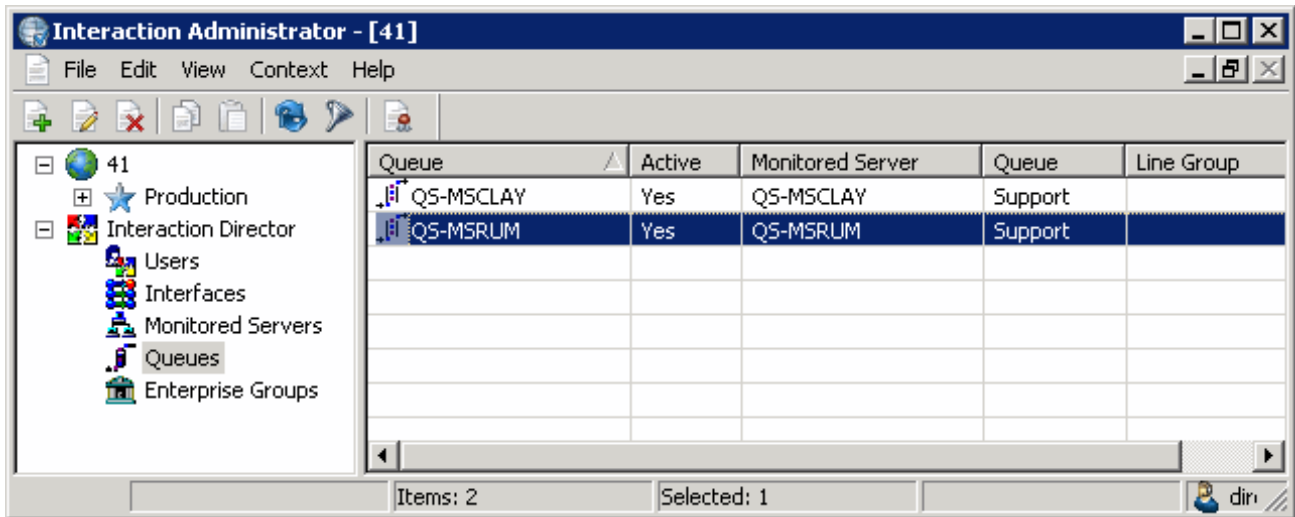 Interaction Administrator - [41]
File Edit View Context Help
41
Production
Interaction Director
Users
Interfaces
Monitored Servers
Queues
Enterprise Groups
Queue Active Monitored Server Queue Line Group
QS-MSCLAY Yes QS-MSCLAY Support
QS-MSRUM Yes QS-MSRUM Support
Items: 2 Selected: 1